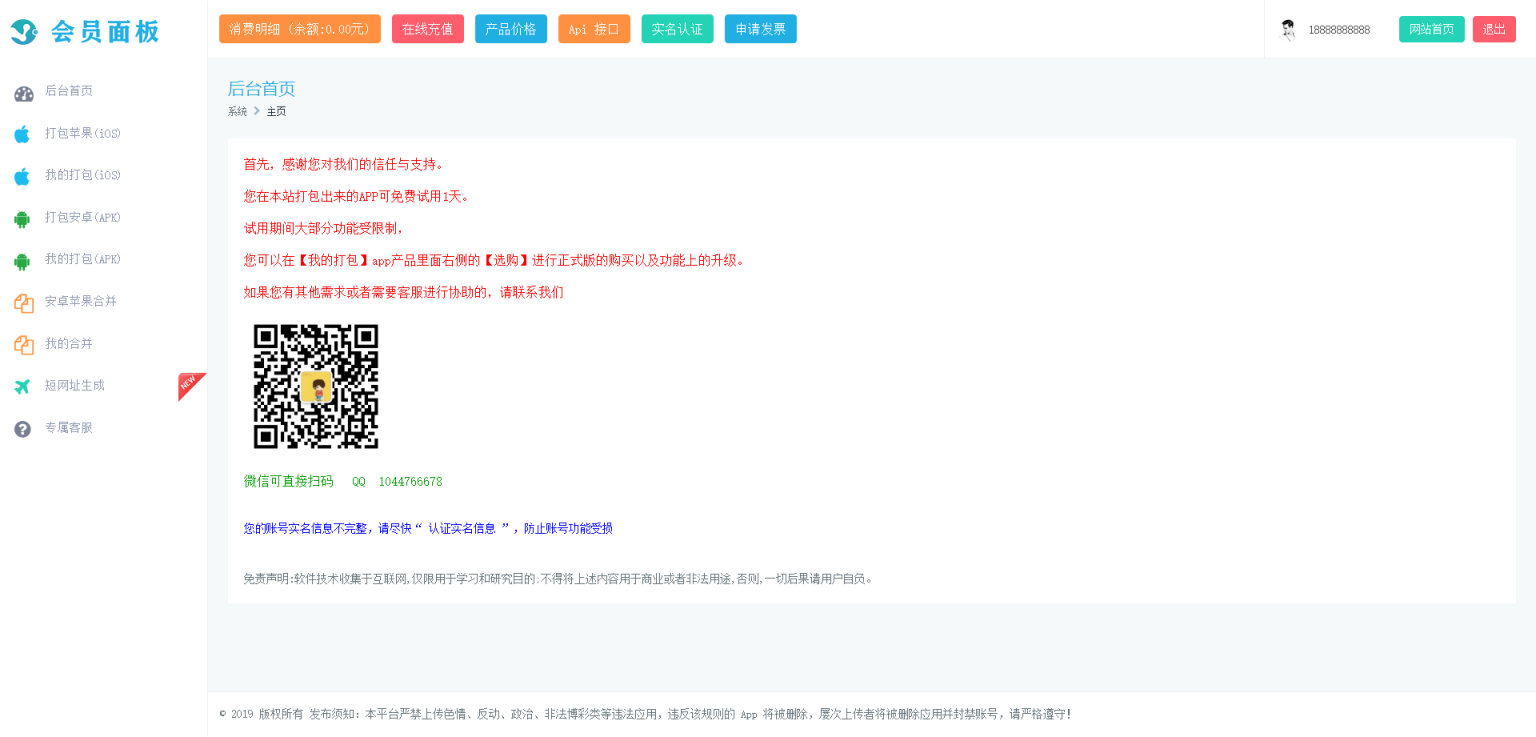 会员面板
消费明细 (余额:0.00元)
在线充值
产品价格
Api 接口
实名认证
申请发票
18888888888
网站首页
退出
后台首页
打包苹果(iOS)
我的打包(iOS)
打包安卓(APK)
我的打包(APK)
安卓苹果合并
我的合并
短网址生成
NEW
专属客服
后台首页
系统 > 主页
首先，感谢您对我们的信任与支持。
您在本站打包出来的APP可免费试用1天。
试用期间大部分功能受限制，
您可以在【我的打包】app产品里面右侧的【选购】进行正式版的购买以及功能上的升级。
如果您有其他需求或者需要客服进行协助的，请联系我们
微信可直接扫码 QQ 1044766678
您的账号实名信息不完整，请尽快“ 认证实名信息 ”，防止账号功能受损
免责声明:软件技术收集于互联网,仅限用于学习和研究目的;不得将上述内容用于商业或者非法用途,否则,一切后果请用户自负。
© 2019 版权所有 发布须知：本平台严禁上传色情、反动、政治、非法博彩类等违法应用，违反该规则的 App 将被删除，屡次上传者将被删除应用并封禁账号，请严格遵守！